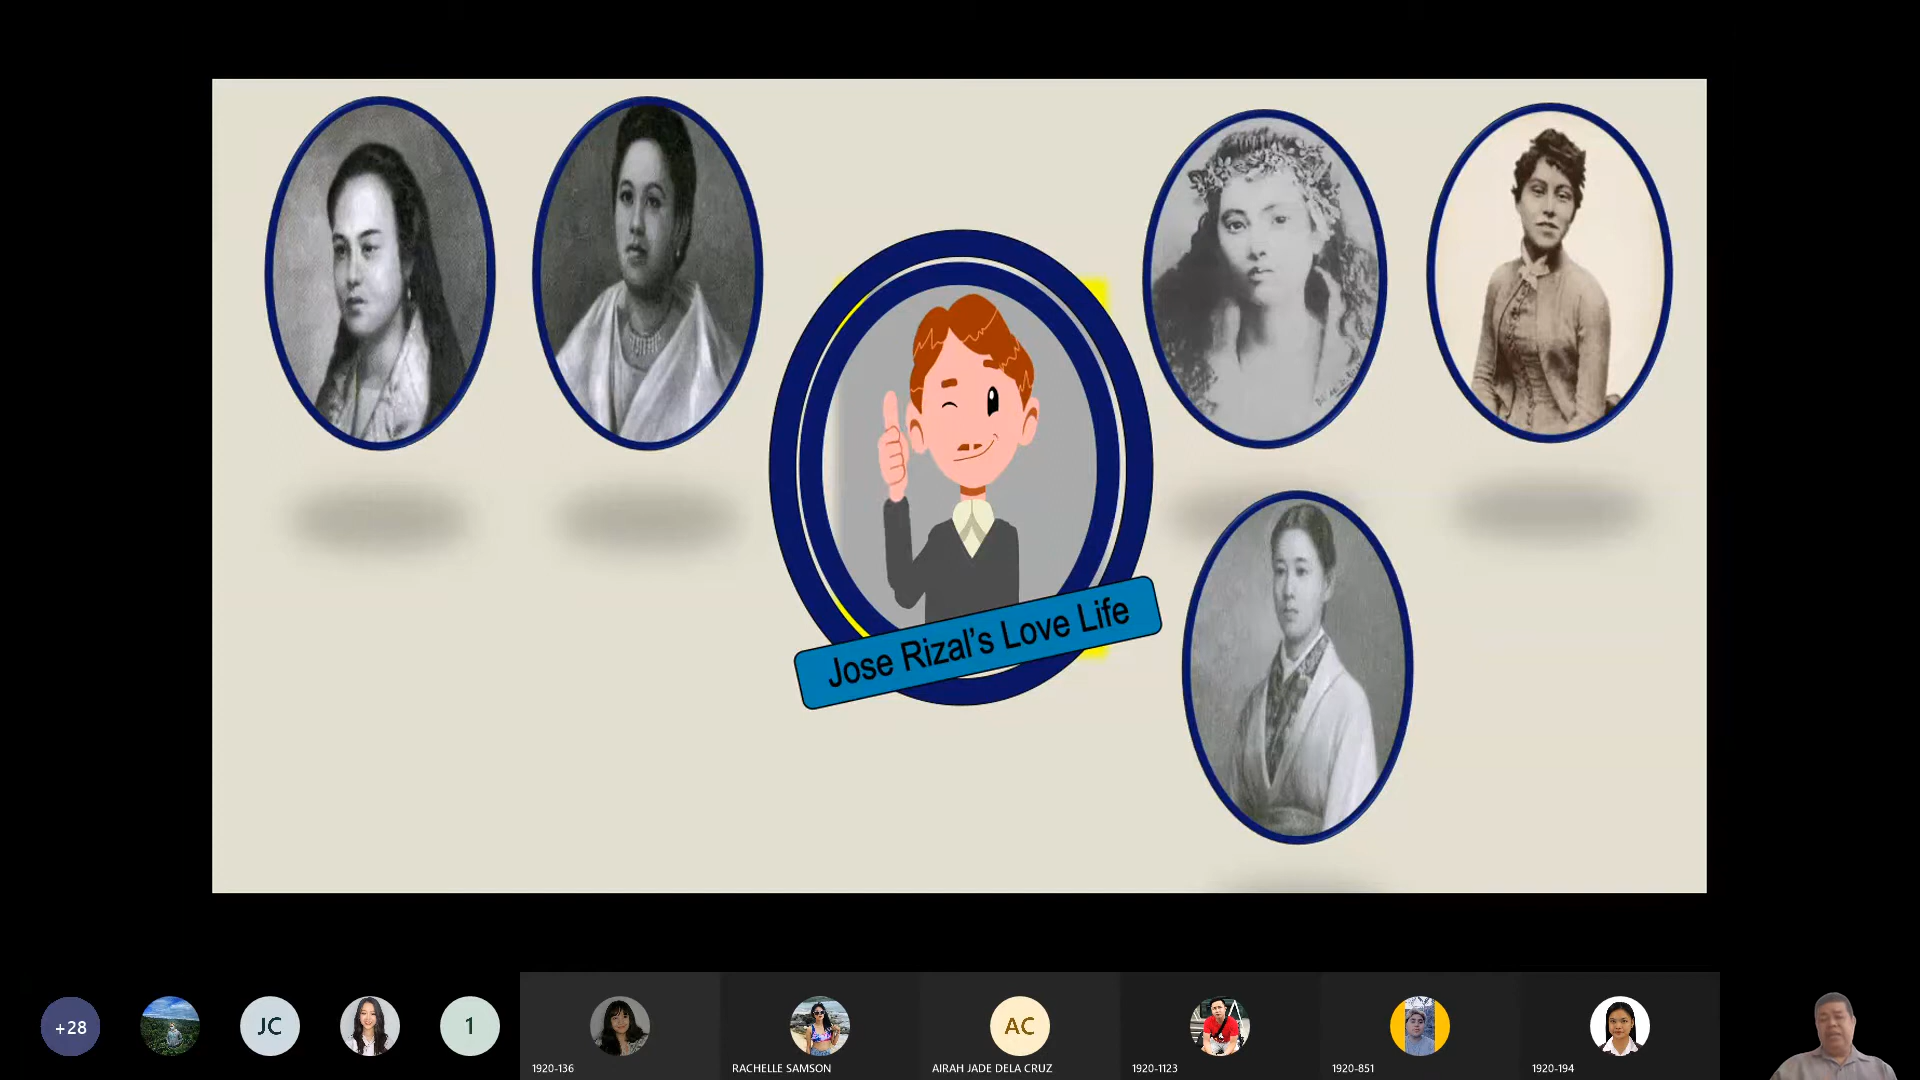 Jose Rizal's Love Life
+28
JC
1
AC
1920-136
RACHELLE SAMSON
AIRAH JADE DELA CRUZ
1920-1123
1920-851
1920-194